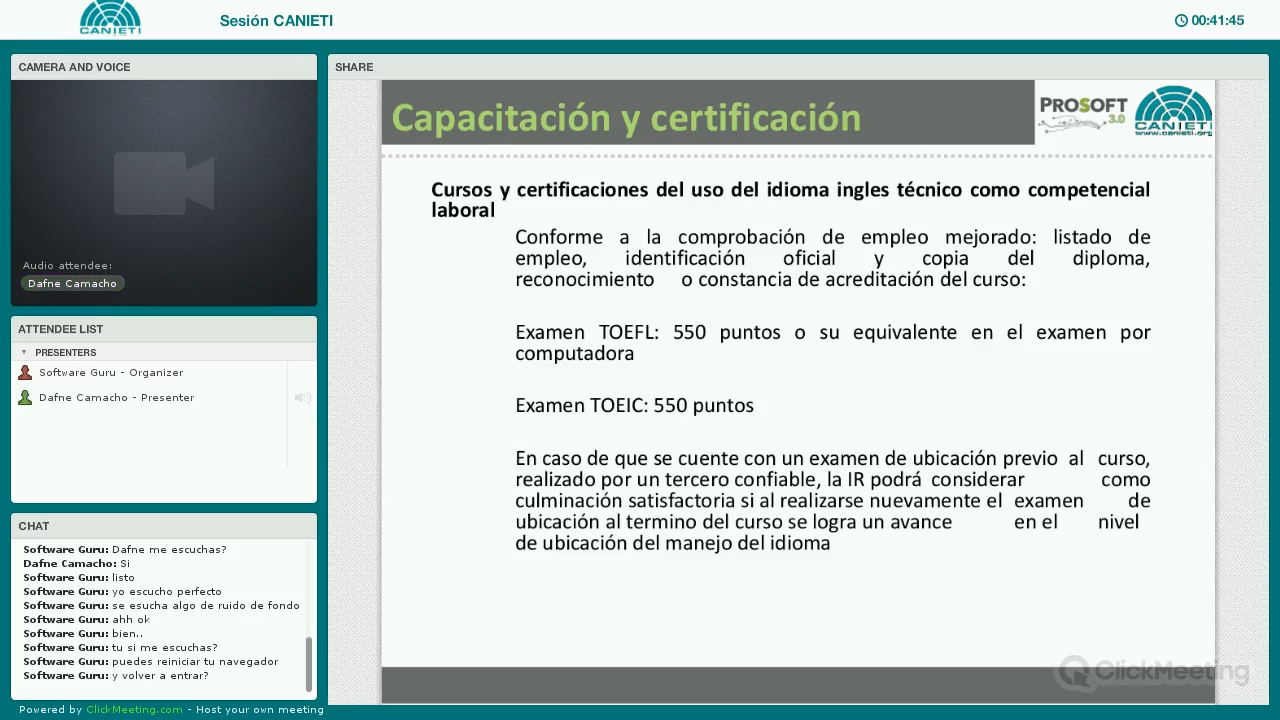 CANIETI
Sesión CANIETI
00:41:45
CAMERA AND VOICE
Audio attendee:
Dafne Camacho
ATTENDEE LIST
PRESENTERS
Software Guru - Organizer
Dafne Camacho - Presenter
CHAT
Software Guru: Dafne me escuchas?
Dafne Camacho: Si
Software Guru: listo
Software Guru: yo escucho perfecto
Software Guru: se esucha algo de ruido de fondo
Software Guru: ahh ok
Software Guru: bien..
Software Guru: tu si me escuchas?
Software Guru: puedes reiniciar tu navegador
Software Guru: y volver a entrar?
Powered by ClickMeeting.com - Host your own meeting
SHARE
Capacitación y certificación
PROSOFT
3.0
CANIETI
www.canieti.org
Cursos y certificaciones del uso del idioma ingles técnico como competencial
laboral
Conforme a la comprobación de empleo mejorado: listado de
empleo, identificación oficial y copia del diploma,
reconocimiento o constancia de acreditación del curso:
Examen TOEFL: 550 puntos o su equivalente en el examen por
computadora
Examen TOEIC: 550 puntos
En caso de que se cuente con un examen de ubicación previo al curso,
realizado por un tercero confiable, la IR podrá considerar como
culminación satisfactoria si al realizarse nuevamente el examen de
ubicación al termino del curso se logra un avance en el nivel
de ubicación del manejo del idioma
ClickMeeting